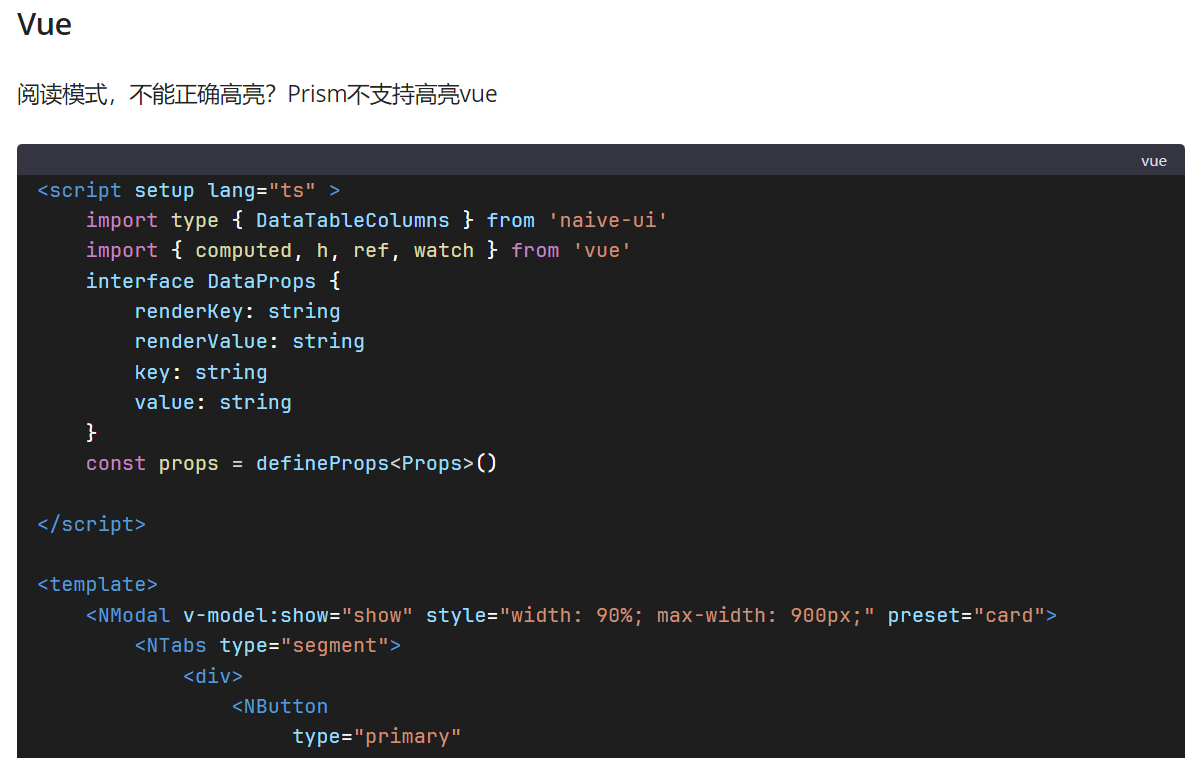 Vue
阅读模式，不能正确高亮？Prism不支持高亮vue
vue
<script setup lang="ts" >
    import type { DataTableColumns } from 'naive-ui'
    import { computed, h, ref, watch } from 'vue'
    interface DataProps {
        renderKey: string
        renderValue: string
        key: string
        value: string
    }
    const props = defineProps<Props>()
</script>
<template>
    <NModal v-model:show="show" style="width: 90%; max-width: 900px;" preset="card">
        <NTabs type="segment">
            <div>
                <NButton
                     type="primary"